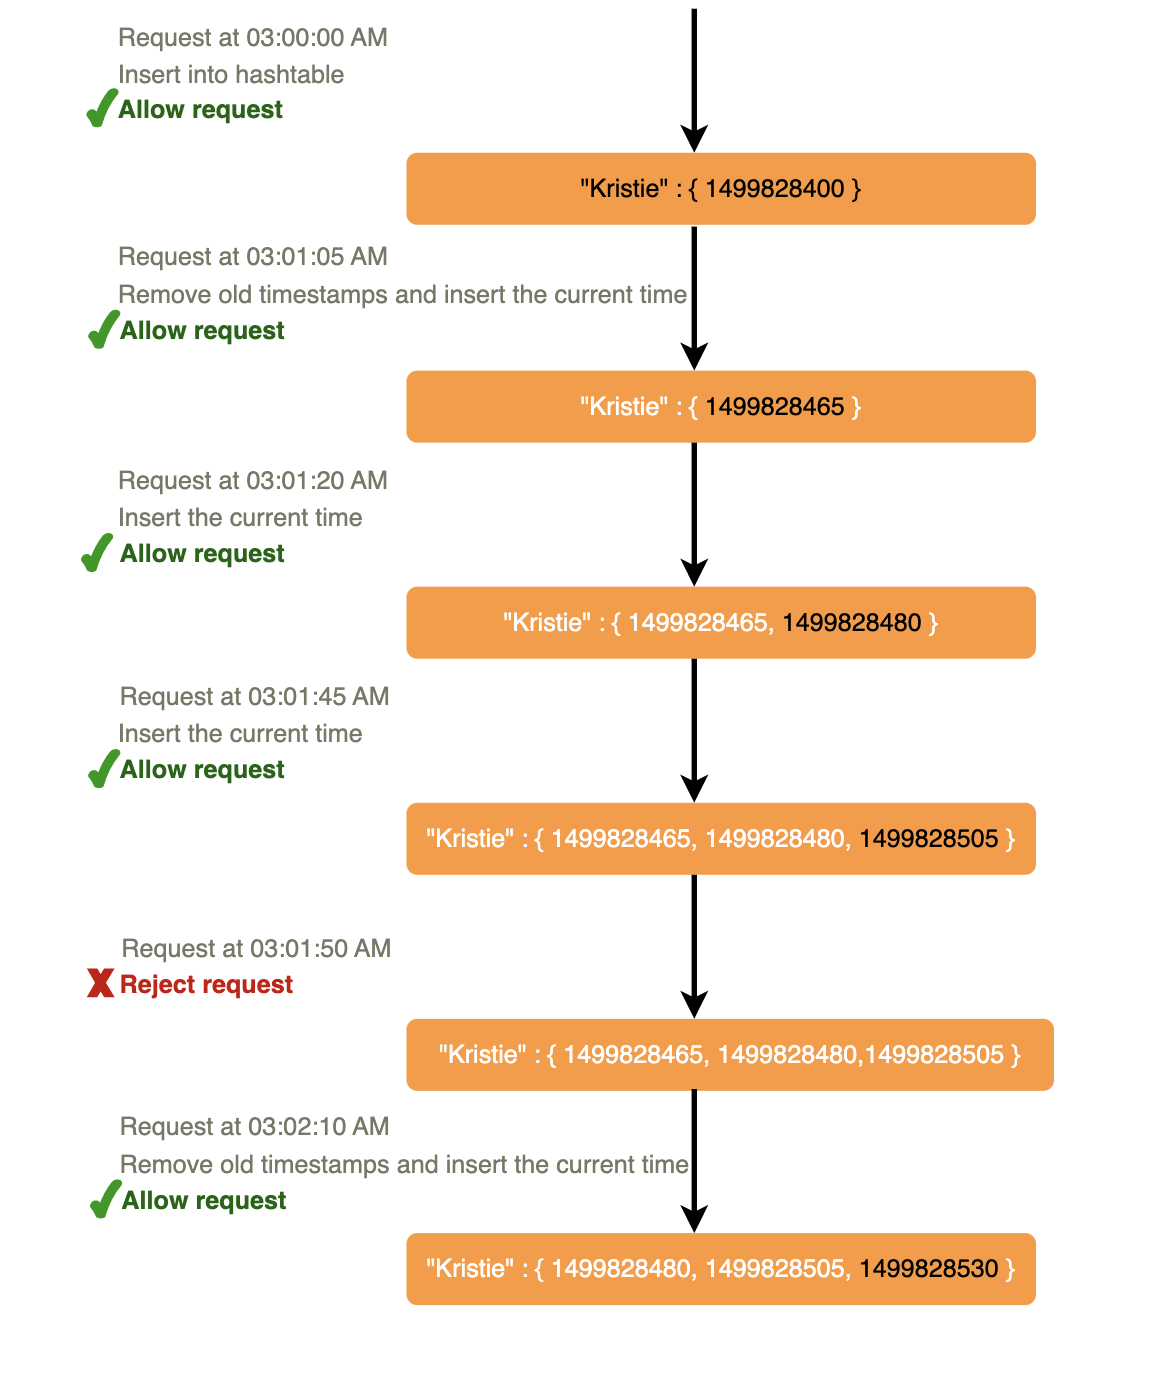 Request at 03:00:00 AM
Insert into hashtable
Allow request
"Kristie" : { 1499828400 }
Request at 03:01:05 AM
Remove old timestamps and insert the current time
Allow request
"Kristie" : { 1499828465 }
Request at 03:01:20 AM
Insert the current time
Allow request
"Kristie" : { 1499828465, 1499828480 }
Request at 03:01:45 AM
Insert the current time
Allow request
"Kristie" : { 1499828465, 1499828480, 1499828505 }
Request at 03:01:50 AM
Reject request
"Kristie" : { 1499828465, 1499828480,1499828505 }
Request at 03:02:10 AM
Remove old timestamps and insert the current time
Allow request
"Kristie" : { 1499828480, 1499828505, 1499828530 }